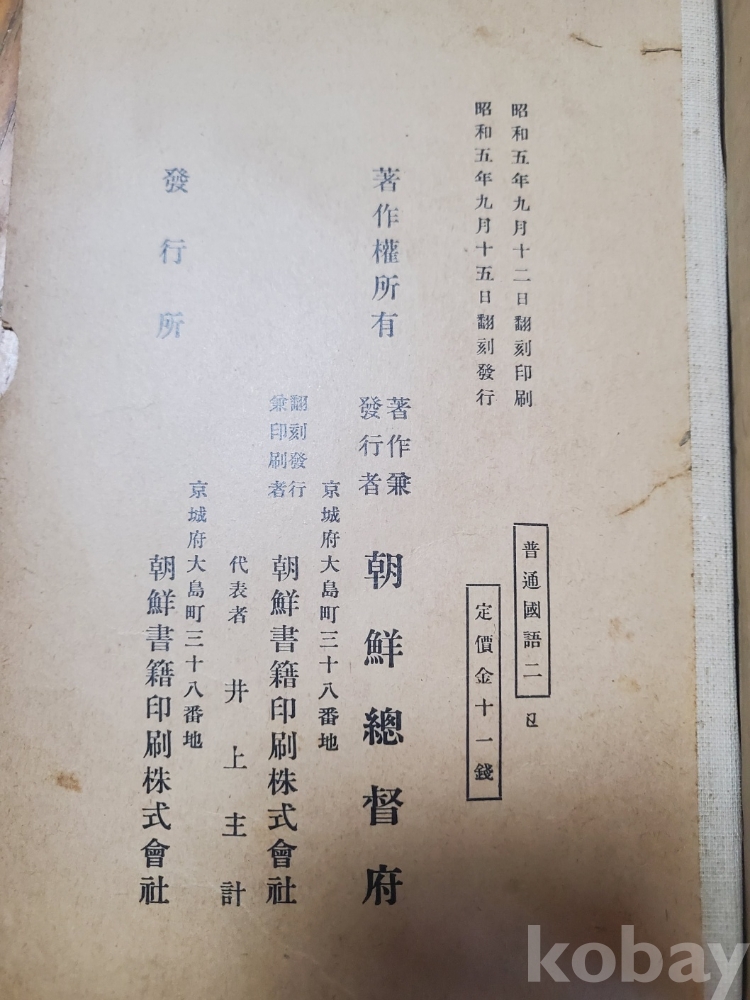 昭和五年九月十二日翻刻印刷
昭和五年九月十五日翻刻發行
普通國語二
定價金十一錢
著作權所有
著作兼
發行者
朝鮮總督府
京城府大島町三十八番地
翻刻發行
兼印刷者
朝鮮書籍印刷株式會社
代表者 井上主計
京城府大島町三十八番地
發行所
朝鮮書籍印刷株式會社
kobay